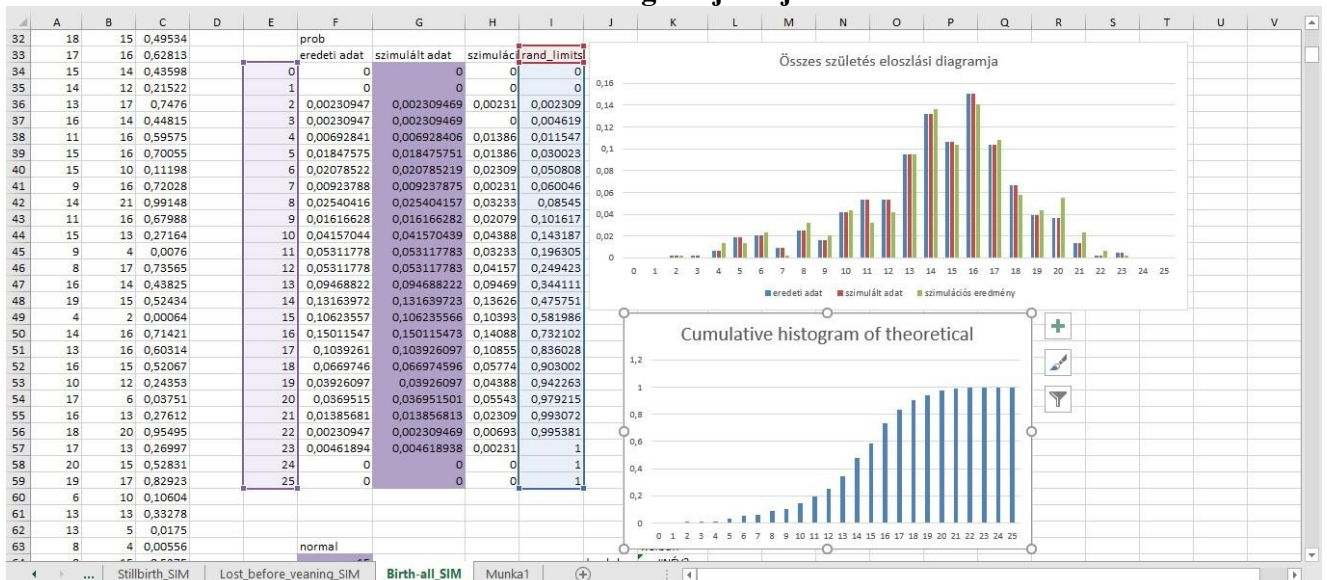 A B C D E F G H I J K L M N O P Q R S T U V
32 18 15 0,49534 prob
33 17 16 0,62813 eredeti adat szimulált adat szimuláci rand_limits
34 15 14 0,43598 0 0 0 0 0
35 14 12 0,21522 1 0 0 0 0
36 13 17 0,7476 2 0,00230947 0,002309469 0,00231 0,002309
37 16 14 0,44815 3 0,00230947 0,002309469 0 0,004619
38 11 16 0,59575 4 0,00692841 0,006928406 0,01386 0,011547
39 15 16 0,70055 5 0,01847575 0,018475751 0,01386 0,030023
40 15 10 0,11198 6 0,02078522 0,020785219 0,02309 0,050808
41 9 16 0,72028 7 0,00923788 0,009237875 0,00231 0,060046
42 14 21 0,99148 8 0,02540416 0,025404157 0,03233 0,08545
43 11 16 0,67988 9 0,01616628 0,016166282 0,02079 0,101617
44 15 13 0,27164 10 0,04157044 0,041570439 0,04388 0,143187
45 9 4 0,0076 11 0,05311778 0,053117783 0,03233 0,196305
46 8 17 0,73565 12 0,05311778 0,053117783 0,04157 0,249423
47 16 14 0,43825 13 0,09468822 0,094688222 0,09469 0,344111
48 19 15 0,52434 14 0,13163972 0,131639723 0,13626 0,475751
49 4 2 0,00064 15 0,10623557 0,106235566 0,10393 0,581986
50 14 16 0,71421 16 0,15011547 0,150115473 0,14088 0,732102
51 13 16 0,60314 17 0,1039261 0,103926097 0,10855 0,836028
52 16 15 0,52067 18 0,0669746 0,066974596 0,05774 0,903002
53 10 12 0,24353 19 0,03926097 0,03926097 0,04388 0,942263
54 17 6 0,03751 20 0,0369515 0,036951501 0,05543 0,979215
55 16 13 0,27612 21 0,01385681 0,013856813 0,02309 0,993072
56 18 20 0,95495 22 0,00230947 0,002309469 0,00693 0,995381
57 17 13 0,26997 23 0,00461894 0,004618938 0,00231 1
58 20 15 0,52831 24 0 0 0 1
59 19 17 0,82923 25 0 0 0 1
60 6 10 0,10604
61 13 13 0,33278
62 13 5 0,0175
63 8 4 0,00556 normal
Összes születés eloszlási diagramja
0,16
0,14
0,12
0,1
0,08
0,06
0,04
0,02
0
0 1 2 3 4 5 6 7 8 9 10 11 12 13 14 15 16 17 18 19 20 21 22 23 24 25
eredeti adat szimulált adat szimulációs eredmény
Cumulative histogram of theoretical
1,2
1
0,8
0,6
0,4
0,2
0
0 1 2 3 4 5 6 7 8 9 10 11 12 13 14 15 16 17 18 19 20 21 22 23 24 25
... Stillbirth_SIM Lost_before_veaning_SIM Birth-all_SIM Munka1